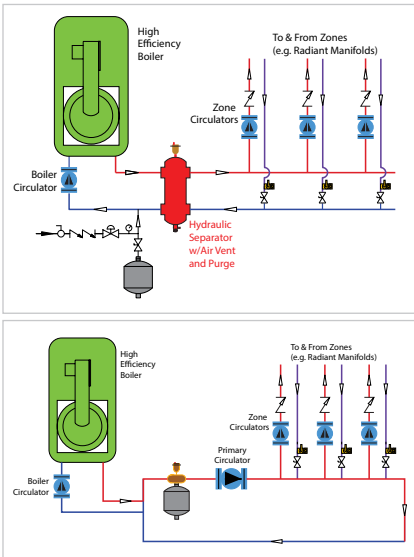 High
Efficiency
Boiler
To & From Zones
(e.g. Radiant Manifolds)
Zone
Circulators
Boiler
Circulator
Hydraulic
Separator
w/Air Vent
and Purge
High
Efficiency
Boiler
To & From Zones
(e.g. Radiant Manifolds)
Zone
Circulators
Primary
Circulator
Boiler
Circulator